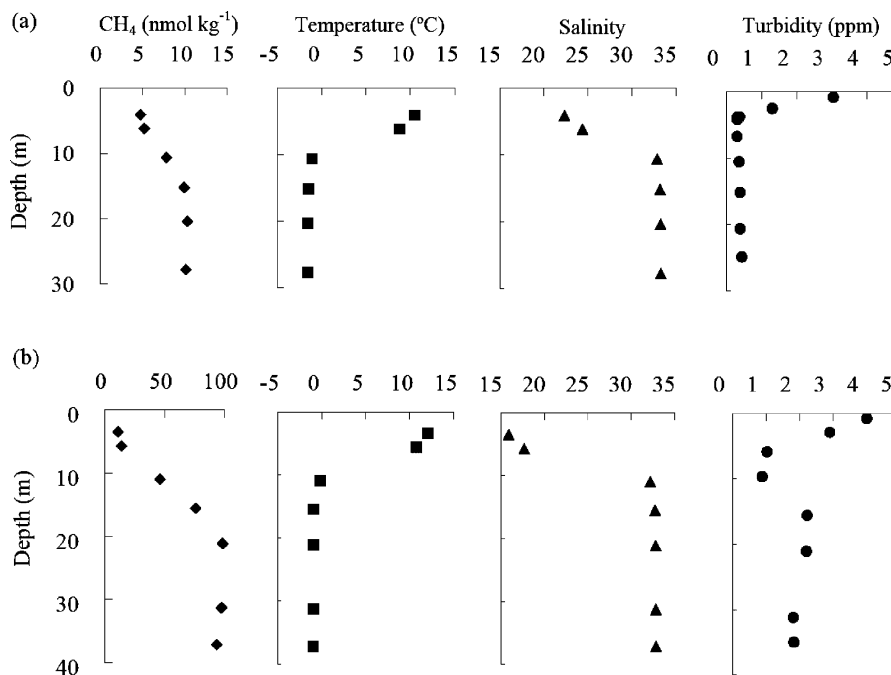 (a)
CH₄ (nmol kg⁻¹) Temperature (ºC) Salinity Turbidity (ppm)
0 5 10 15 -5 0 5 10 15 15 20 25 30 35 0 1 2 3 4 5
0
10
20
30
Depth (m)
(b)
0 50 100 -5 0 5 10 15 15 20 25 30 35 0 1 2 3 4 5
0
10
20
30
40
Depth (m)